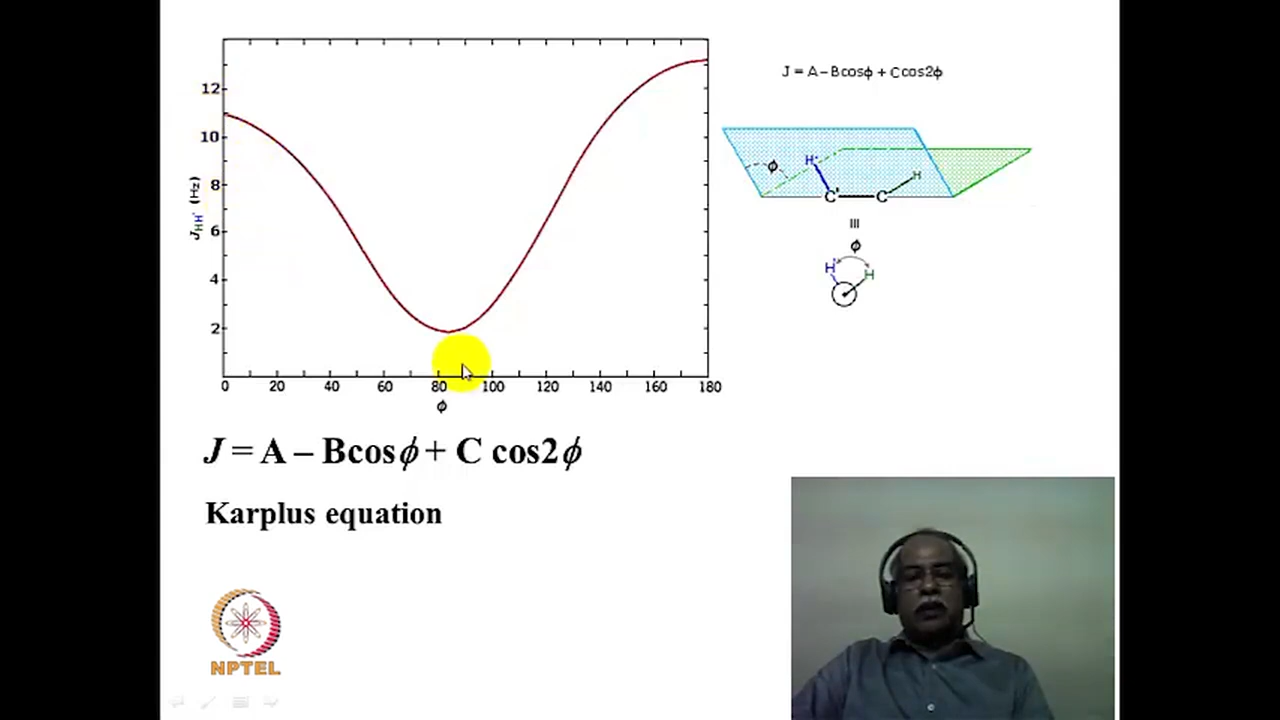 12
10
8
6
4
2
J HH' (Hz)
0 20 40 60 80 100 120 140 160 180
ϕ
J = A – Bcosϕ + Ccos2ϕ
ϕ
H' H
C' C
ϕ
H' H
J = A – Bcosϕ + C cos2ϕ
Karplus equation
NPTEL